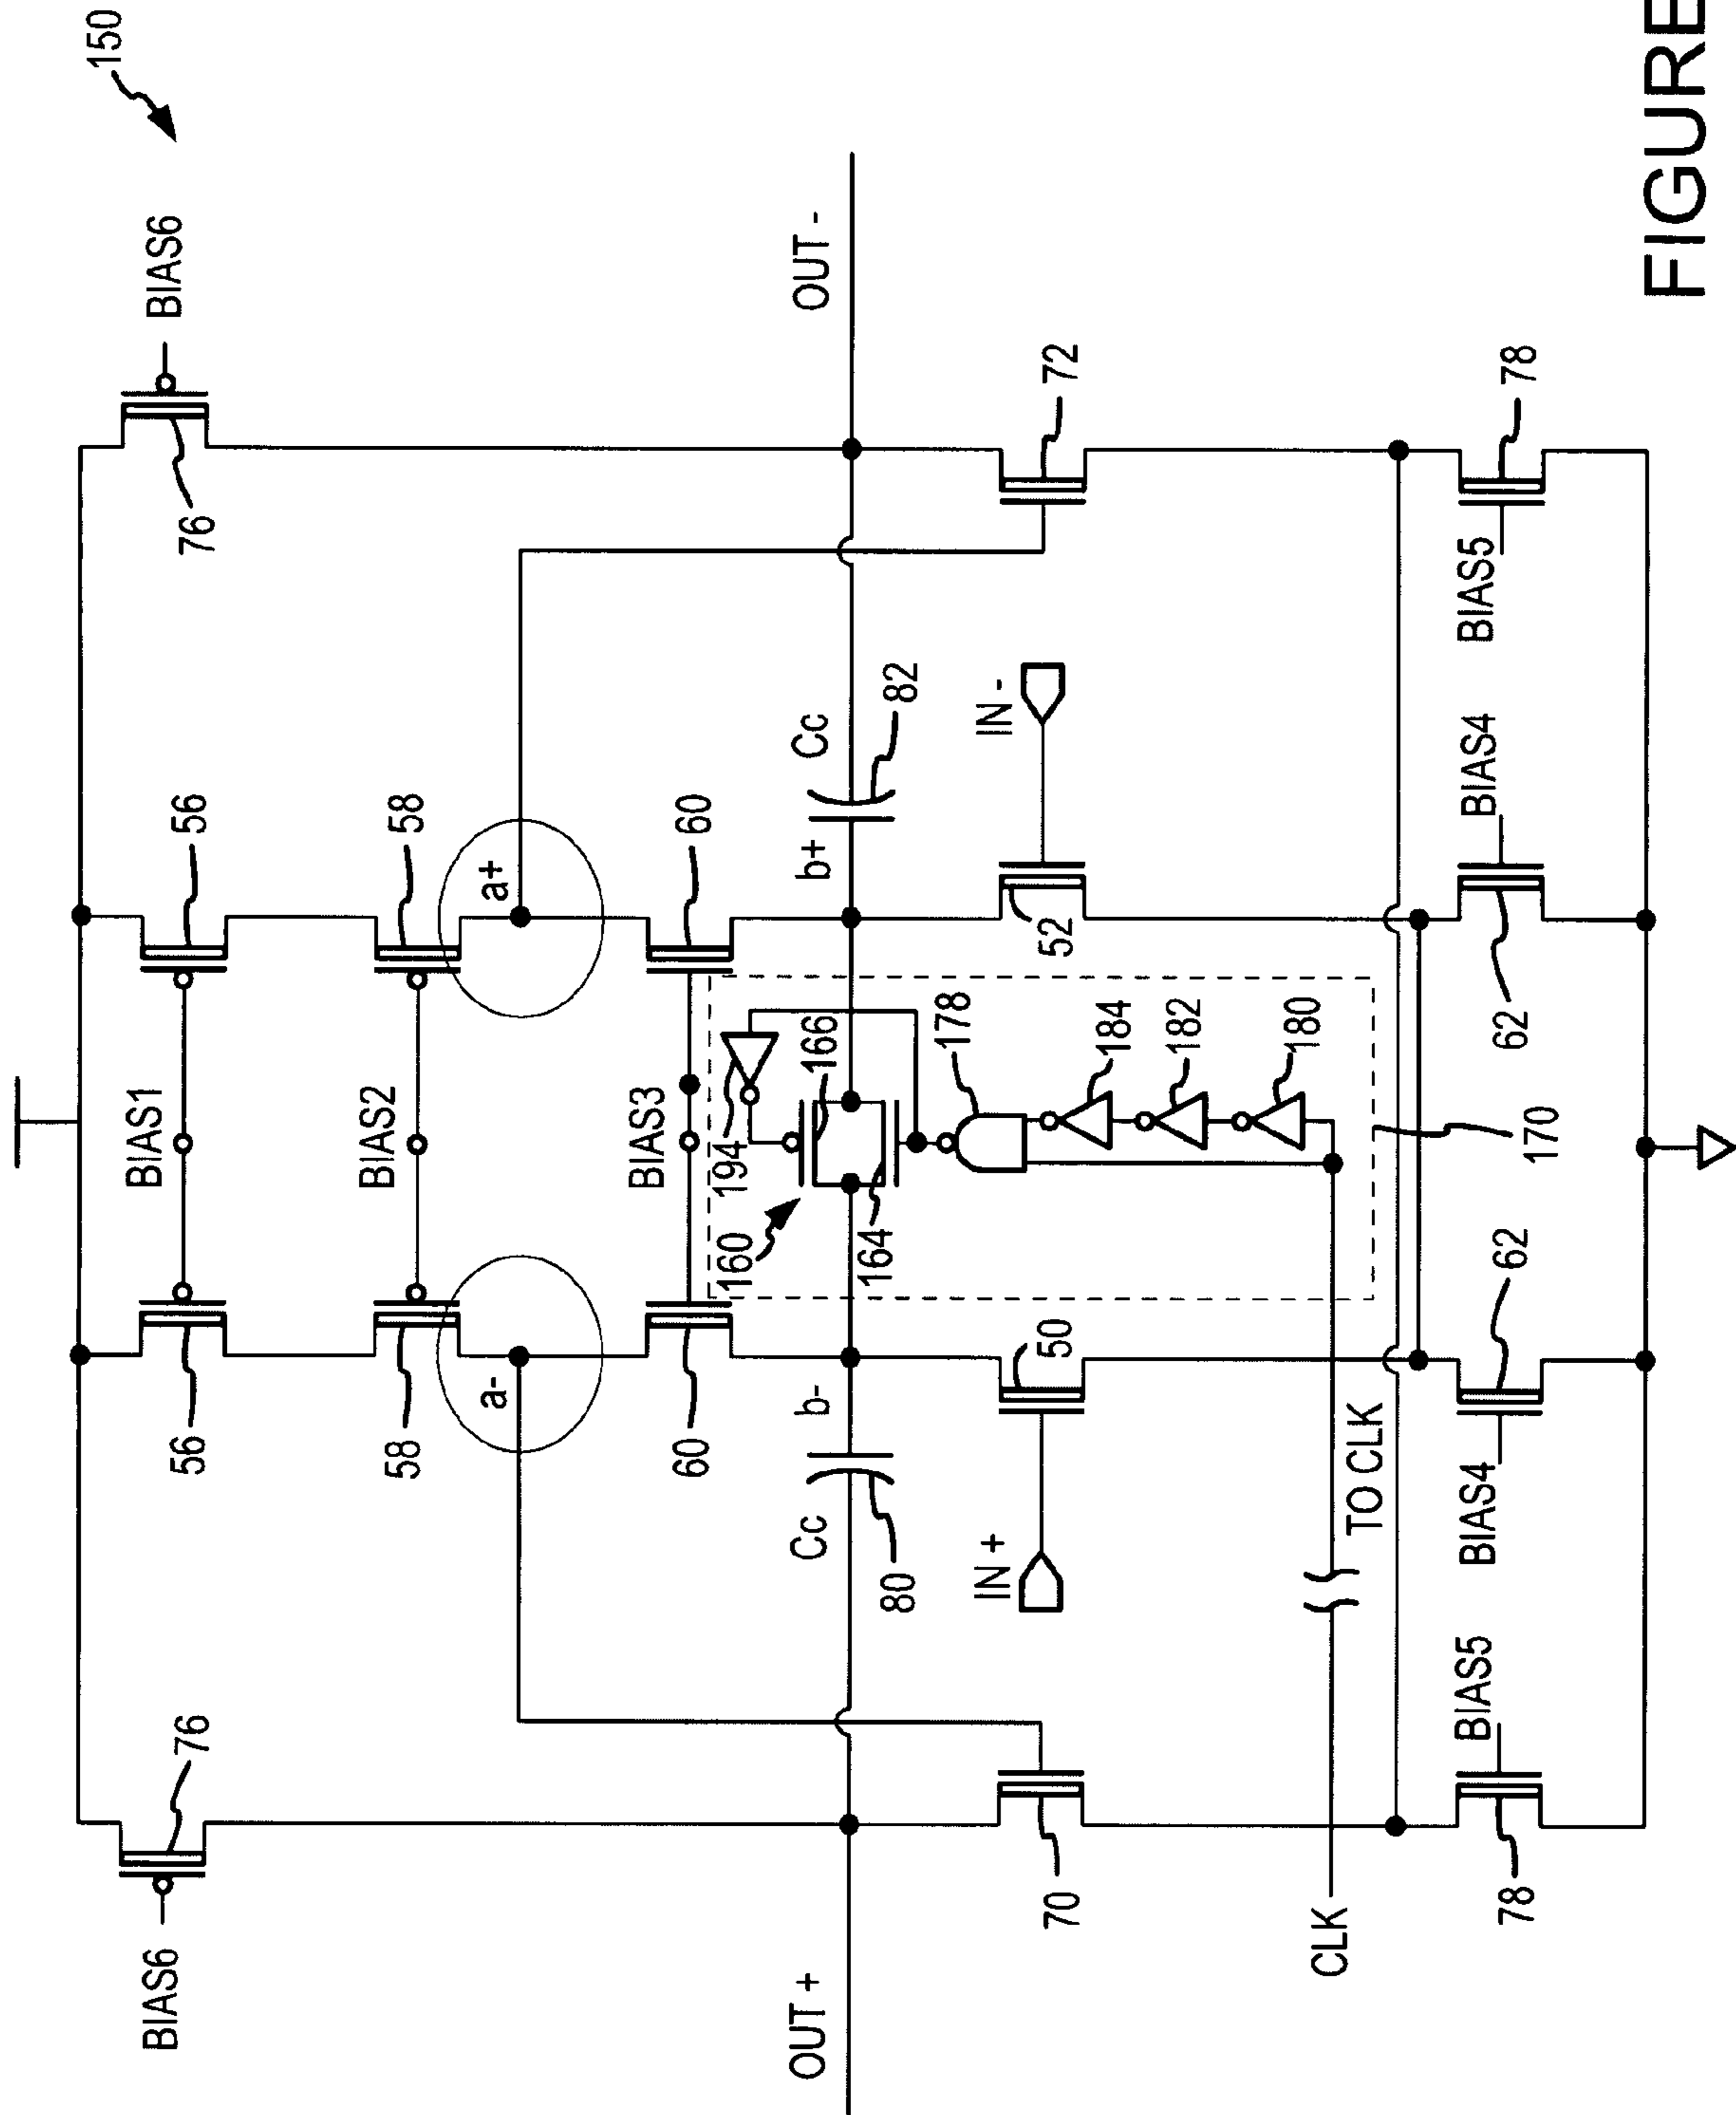 150
BIAS6
BIAS1
BIAS6
76
56
56
76
BIAS2
58
58
a-
a+
BIAS3
60
60
194
160
166
OUT +
Cc
b-
b+
Cc
OUT -
164
80
82
178
IN +
IN -
70
50
52
72
184
182
180
CLK
TO CLK
BIAS5
BIAS4
BIAS4
BIAS5
78
62
170
62
78
FIGURE